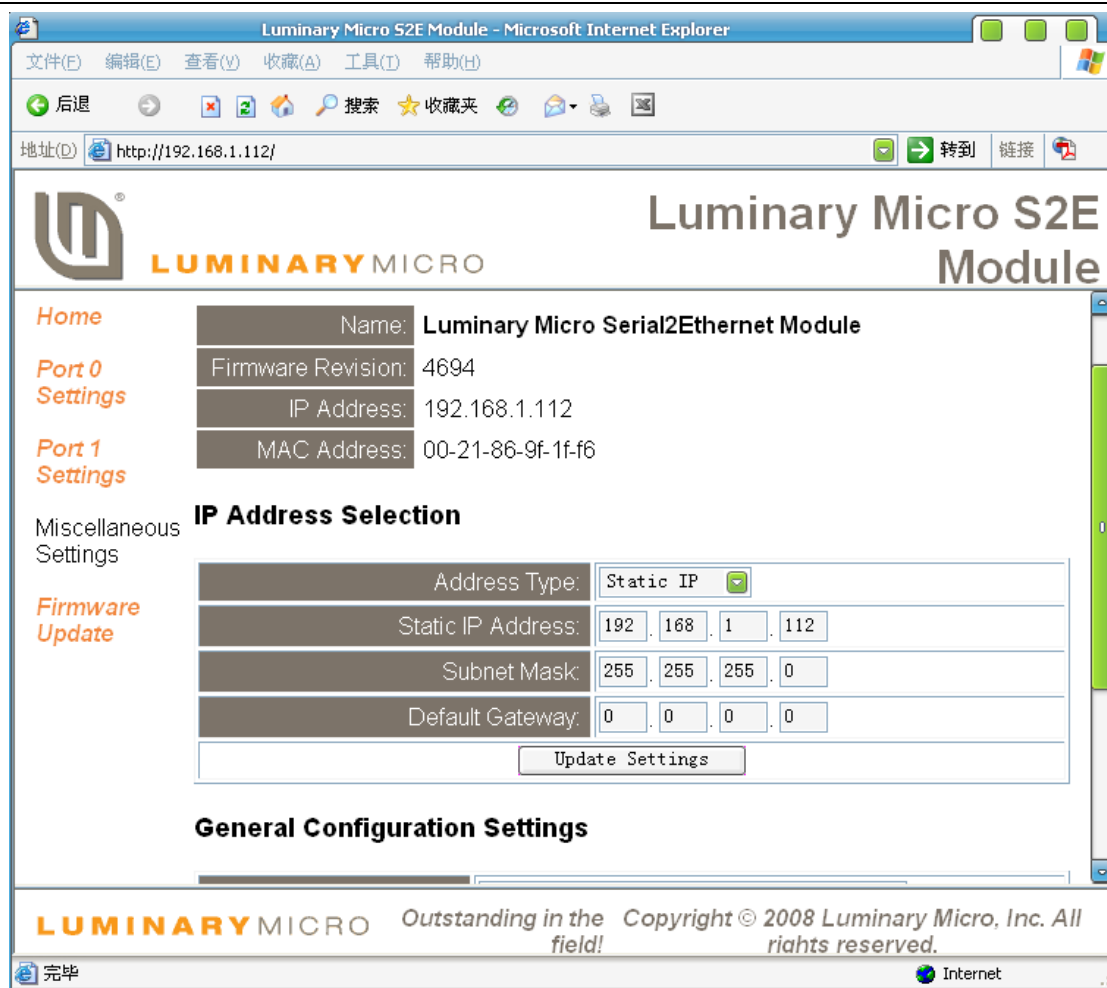 Luminary Micro S2E Module - Microsoft Internet Explorer
文件(F) 编辑(E) 查看(V) 收藏(A) 工具(T) 帮助(H)
后退 搜索 收藏夹
地址(D) http://192.168.1.112/ 转到 链接
Luminary Micro S2E
Module
LUMINARYMICRO
Home
Port 0
Settings
Port 1
Settings
Miscellaneous
Settings
Firmware
Update
Name: Luminary Micro Serial2Ethernet Module
Firmware Revision: 4694
IP Address: 192.168.1.112
MAC Address: 00-21-86-9f-1f-f6
IP Address Selection
Address Type: Static IP
Static IP Address: 192 . 168 . 1 . 112
Subnet Mask: 255 . 255 . 255 . 0
Default Gateway: 0 . 0 . 0 . 0
Update Settings
General Configuration Settings
LUMINARYMICRO
Outstanding in the
field!
Copyright © 2008 Luminary Micro, Inc. All
rights reserved.
完毕 Internet